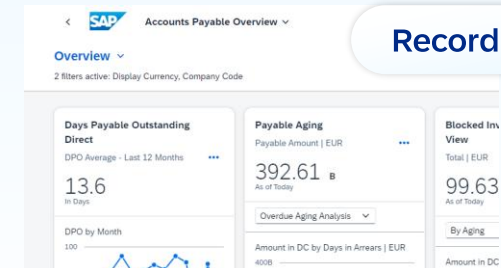 SAP
Accounts Payable Overview
Record
Overview
2 filters active: Display Currency, Company Code
Days Payable Outstanding
Direct
DPO Average - Last 12 Months
13.6
In Days
DPO by Month
100
Payable Aging
Payable Amount | EUR
392.61 B
As of Today
Overdue Aging Analysis
Amount in DC by Days in Arrears | EUR
400B
Blocked Inv
View
Total | EUR
99.63
As of Today
By Aging
Amount in DC